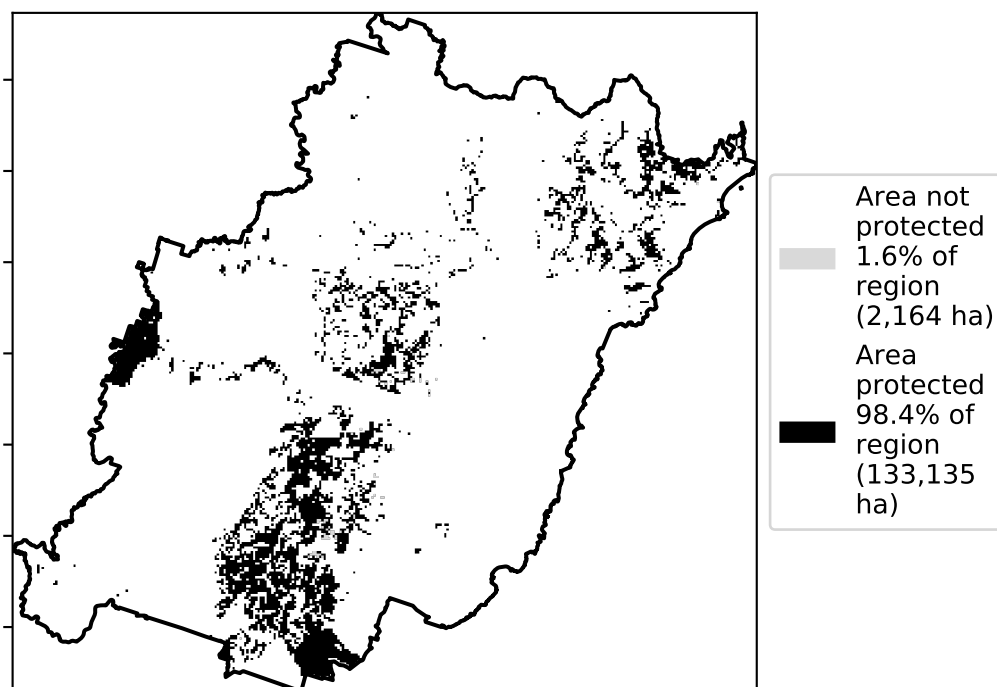 Area not
protected
1.6% of
region
(2,164 ha)
Area
protected
98.4% of
region
(133,135
ha)